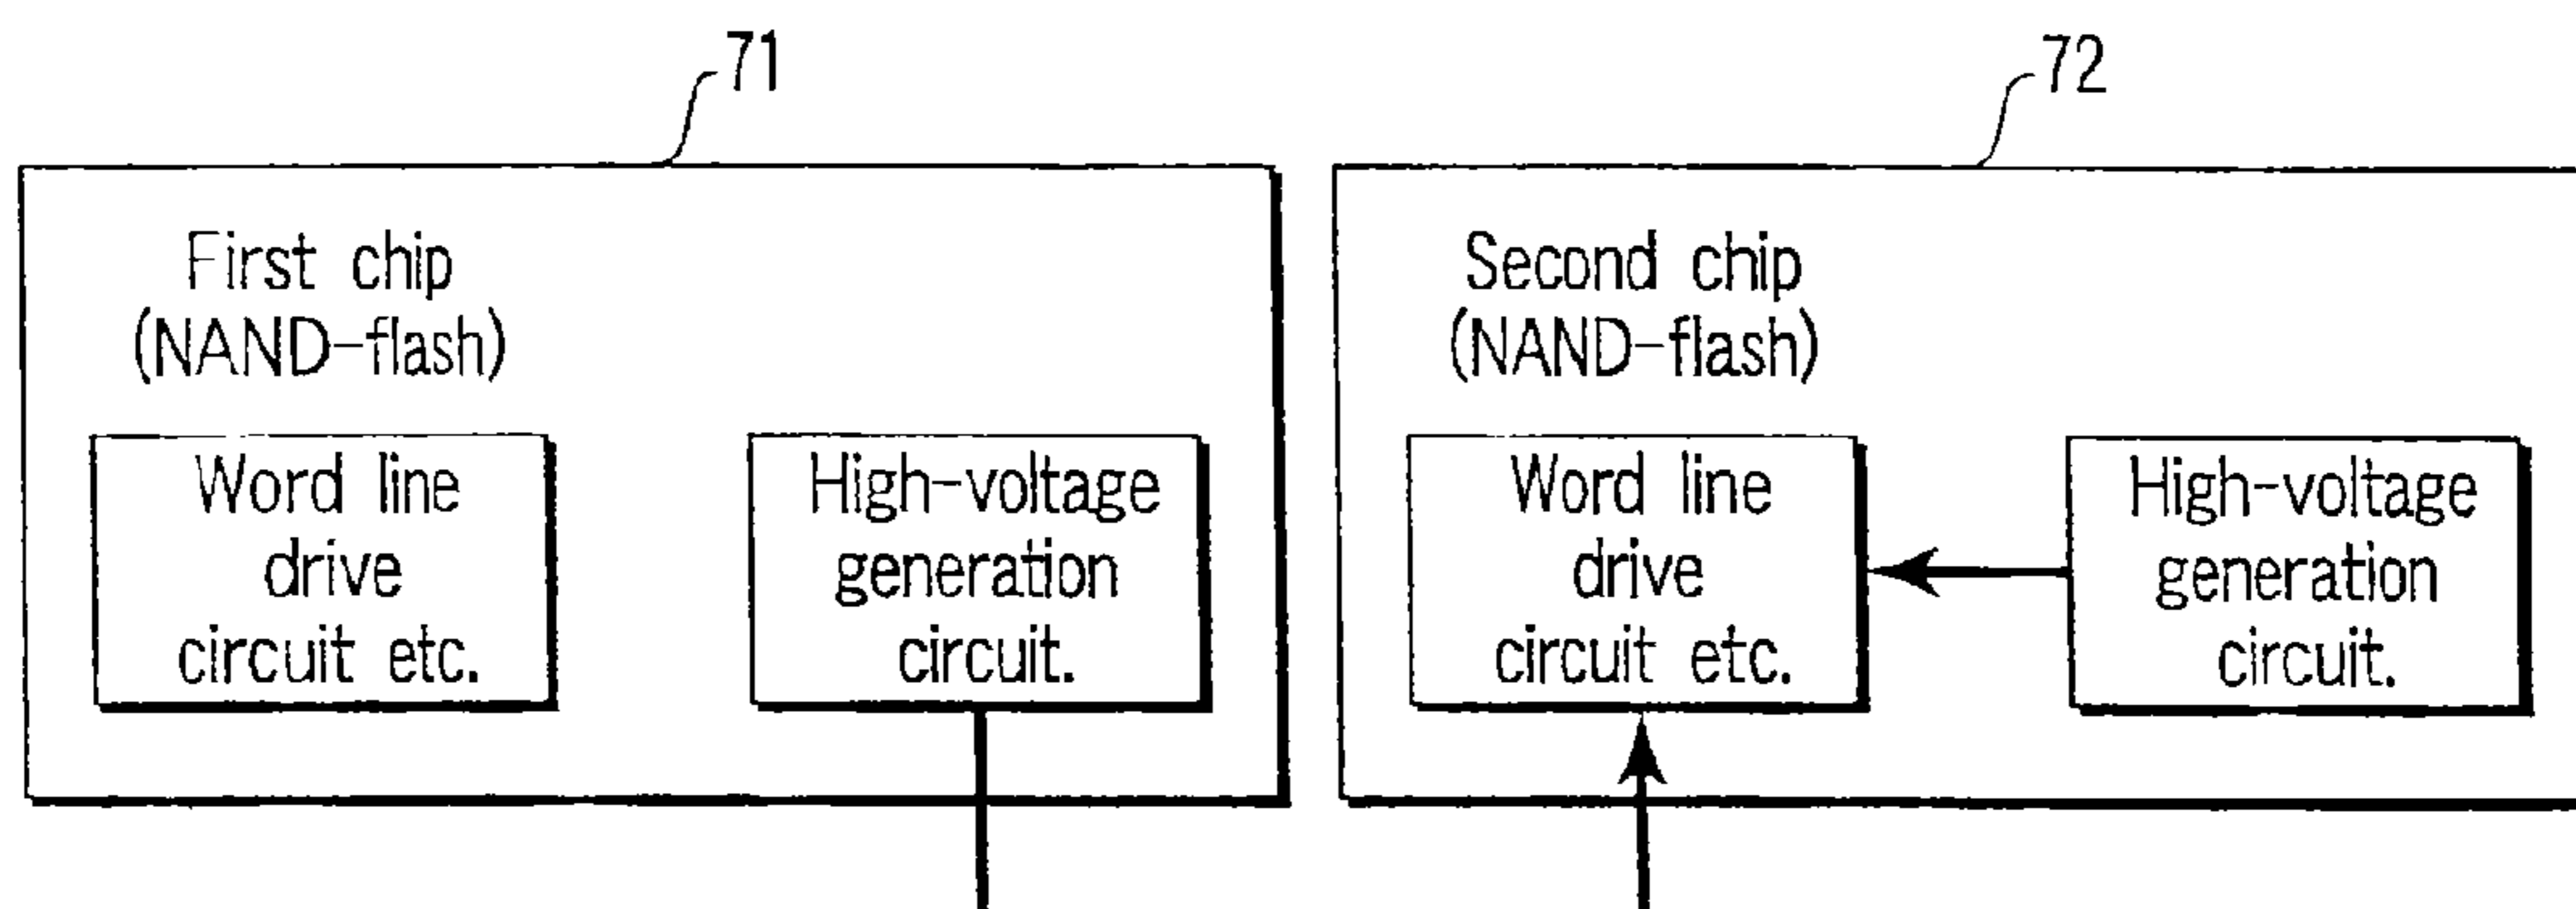 71
72
First chip
(NAND-flash)
Word line
drive
circuit etc.
High-voltage
generation
circuit.
Second chip
(NAND-flash)
Word line
drive
circuit etc.
High-voltage
generation
circuit.